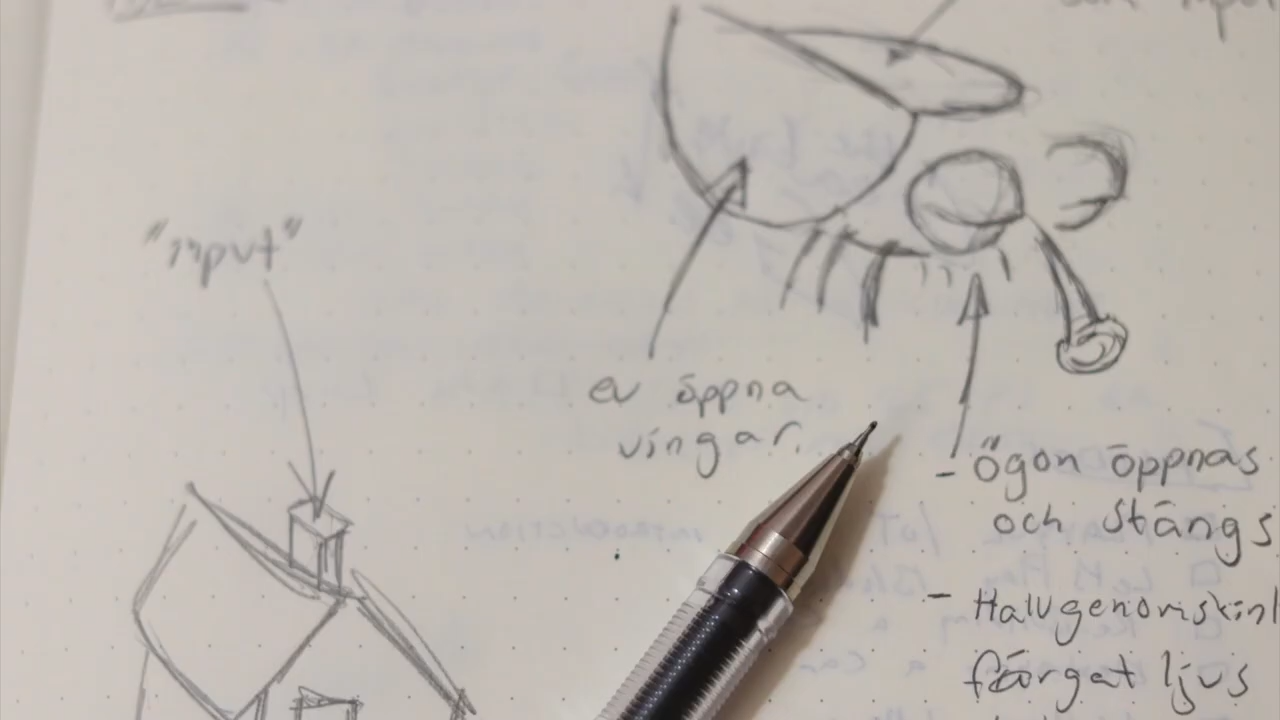 "input"
ev öppna
vingar.
- Ögon öppnas
och stängs
- Halvgenomskinl
färgat ljus